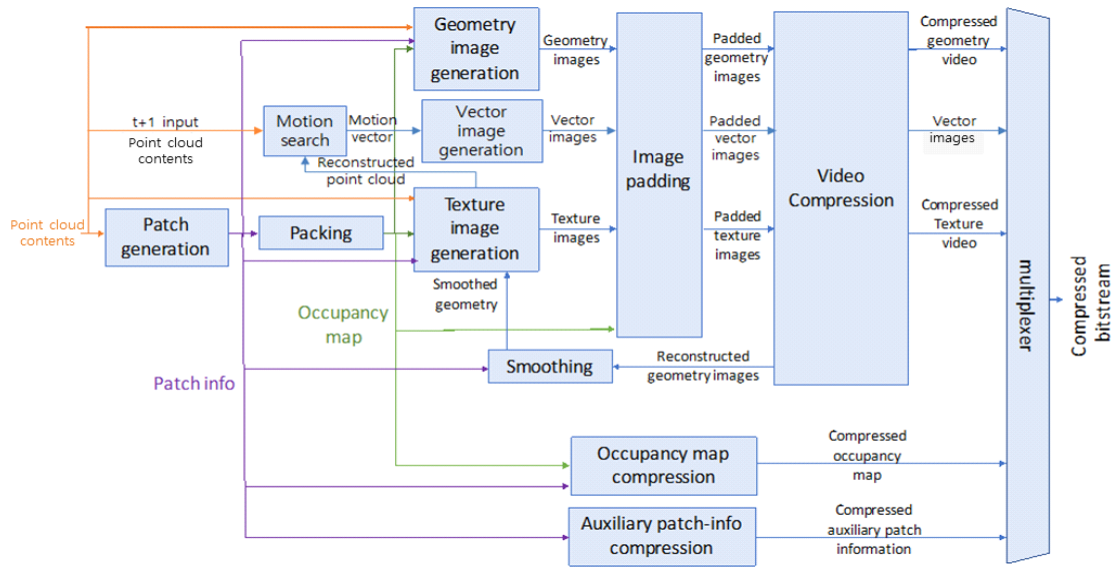 Geometry
image
generation
Geometry
images
Padded
geometry
images
Compressed
geometry
video
t+1 input
Point cloud
contents
Motion
search
Motion
vector
Vector
image
generation
Vector
images
Padded
vector
images
Vector
images
Reconstructed
point cloud
Image
padding
Video
Compression
Point cloud
contents
Patch
generation
Packing
Texture
image
generation
Texture
images
Padded
texture
images
Compressed
Texture
video
Smoothed
geometry
Occupancy
map
Smoothing
Reconstructed
geometry images
Patch info
multiplexer
Compressed
bitstream
Occupancy map
compression
Compressed
occupancy
map
Auxiliary patch-info
compression
Compressed
auxiliary patch
information